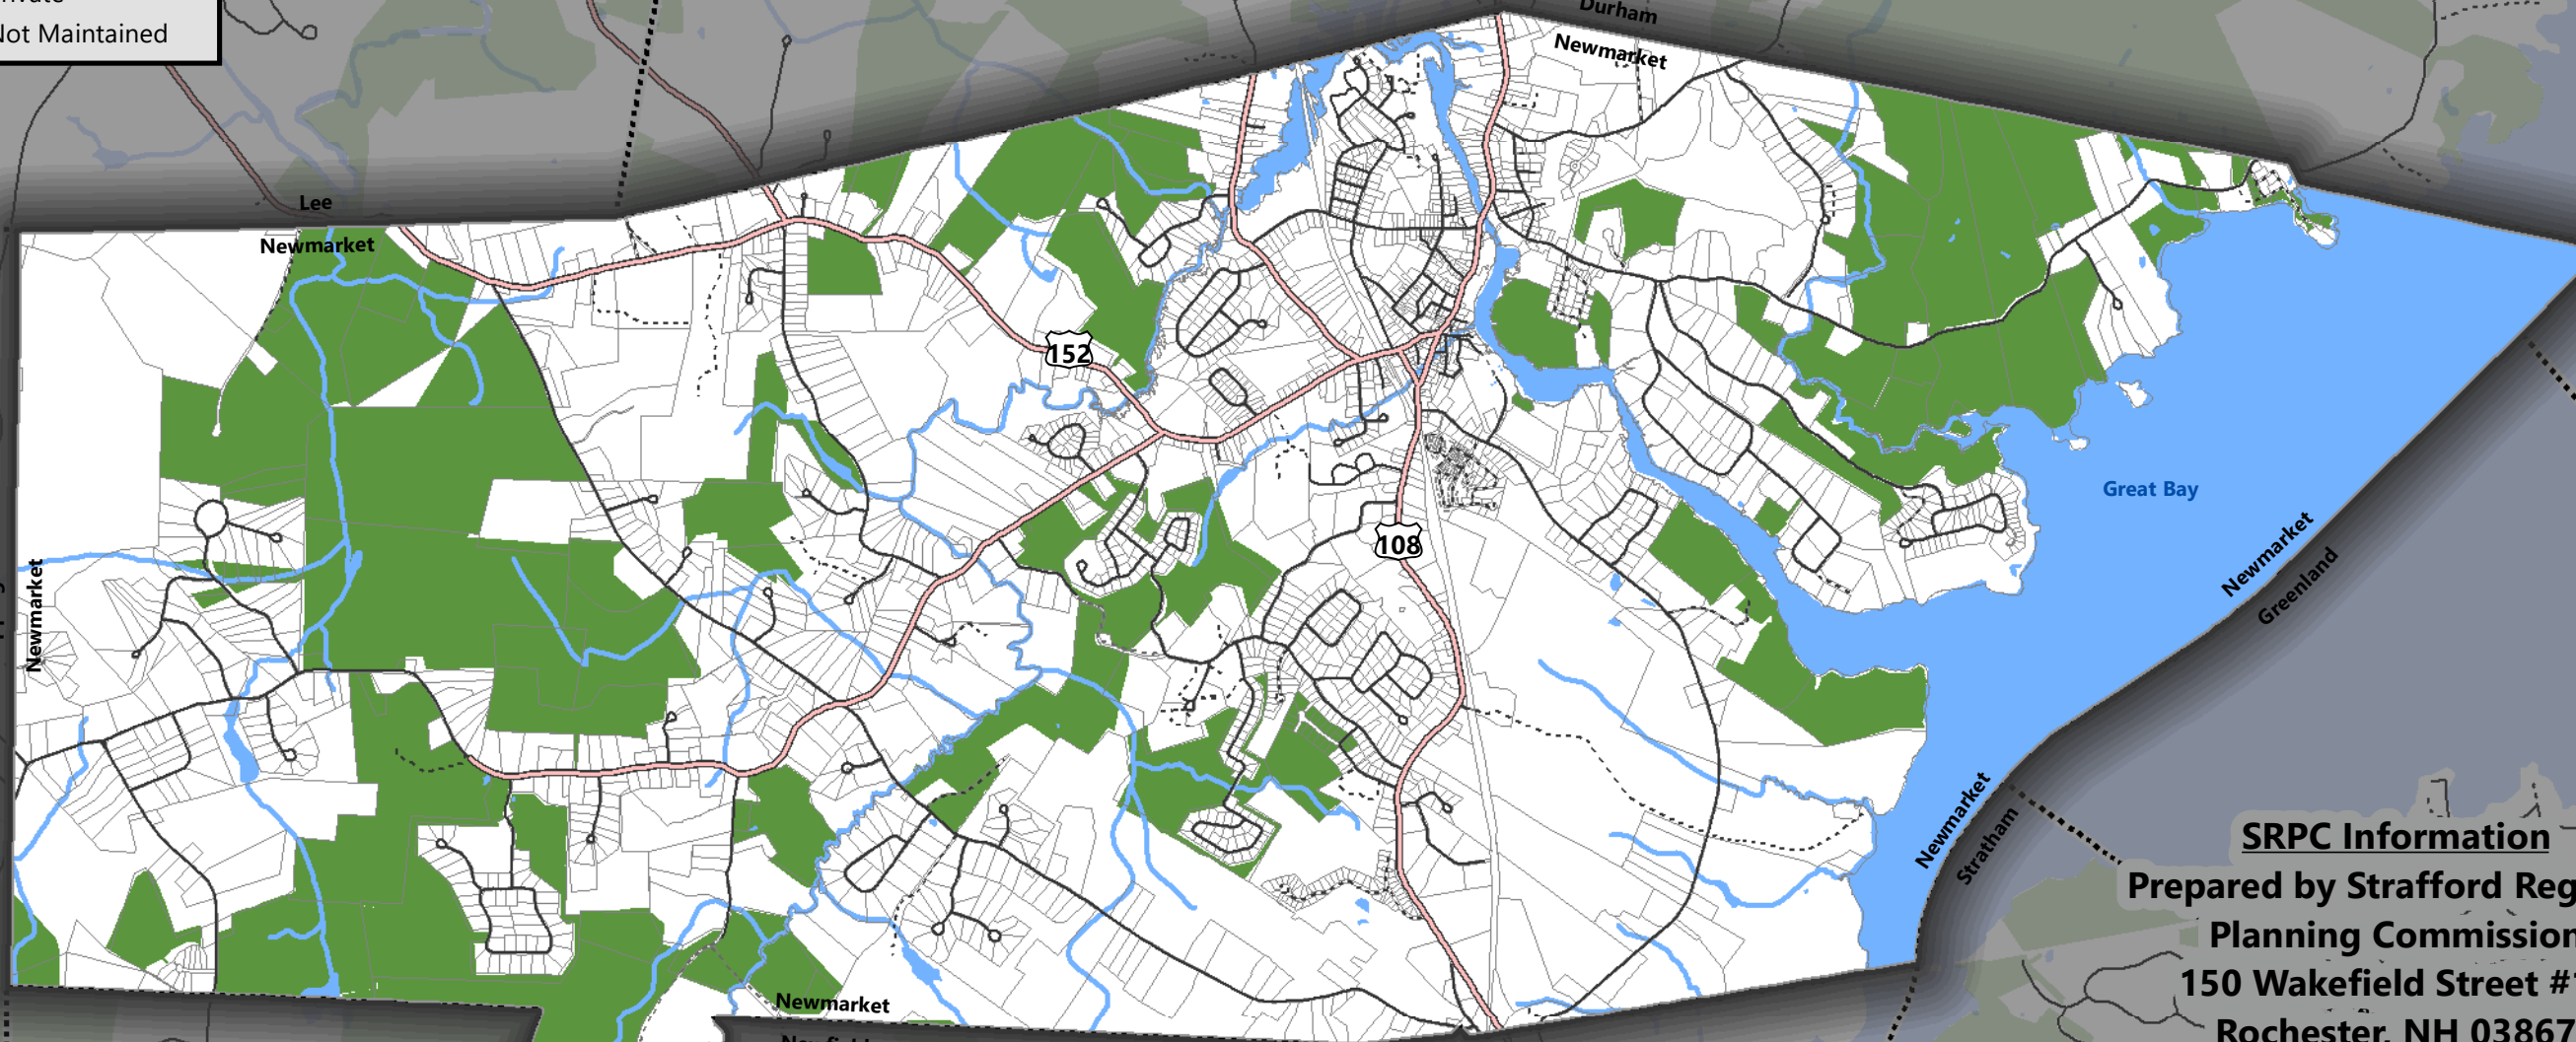 Not Maintained
Durham
Newmarket
Lee
Newmarket
152
Great Bay
108
Newmarket
Greenland
Newmarket
Newmarket
Stratham
SRPC Information
Prepared by Strafford Reg
Planning Commission
150 Wakefield Street #
Newmarket
Rochester, NH 03867